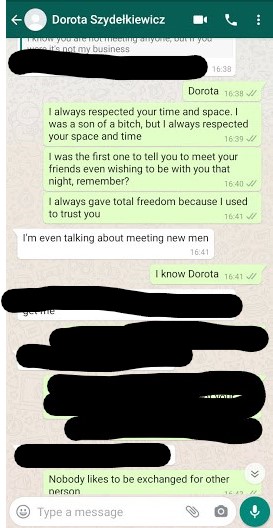 Dorota Szydełkiewicz
I know you are not meeting anyone, but if you
were it's not my business
16:38
Dorota 16:38
I always respected your time and space. I
was a son of a bitch, but I always respected
your space and time 16:39
I was the first one to tell you to meet your
friends even wishing to be with you that
night, remember? 16:40
I always gave total freedom because I used
to trust you 16:41
I'm even talking about meeting new men
16:41
I know Dorota 16:41
get me
Nobody likes to be exchanged for other
person 16:42
Type a message